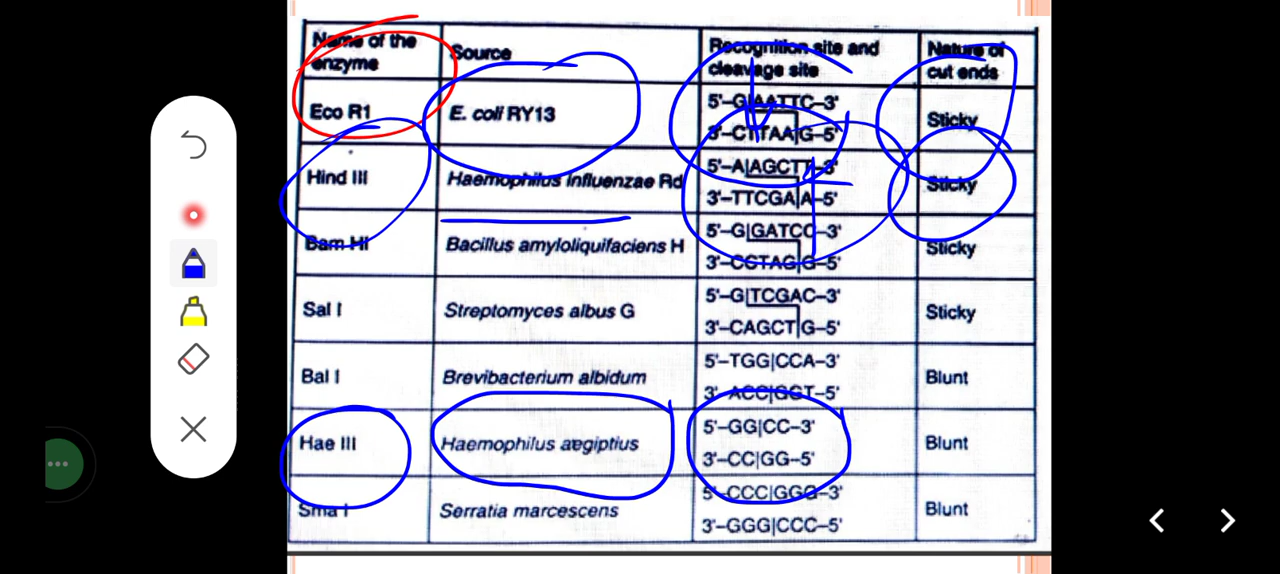 Name of the enzyme
Source
Recognition site and cleavage site
Nature of cut ends
Eco R1
E. coli RY13
5'–G|AATTC–3'
3'–CTTAA|G–5'
Sticky
Hind III
Haemophilus influenzae Rd
5'–A|AGCTT–3'
3'–TTCGA|A–5'
Sticky
Bam HI
Bacillus amyloliquifaciens H
5'–G|GATCC–3'
3'–CCTAG|G–5'
Sticky
Sal I
Streptomyces albus G
5'–G|TCGAC–3'
3'–CAGCT|G–5'
Sticky
Bal I
Brevibacterium albidum
5'–TGG|CCA–3'
3'–ACC|GGT–5'
Blunt
Hae III
Haemophilus aegiptius
5'–GG|CC–3'
3'–CC|GG–5'
Blunt
Sma I
Serratia marcescens
5'–CCC|GGG–3'
3'–GGG|CCC–5'
Blunt